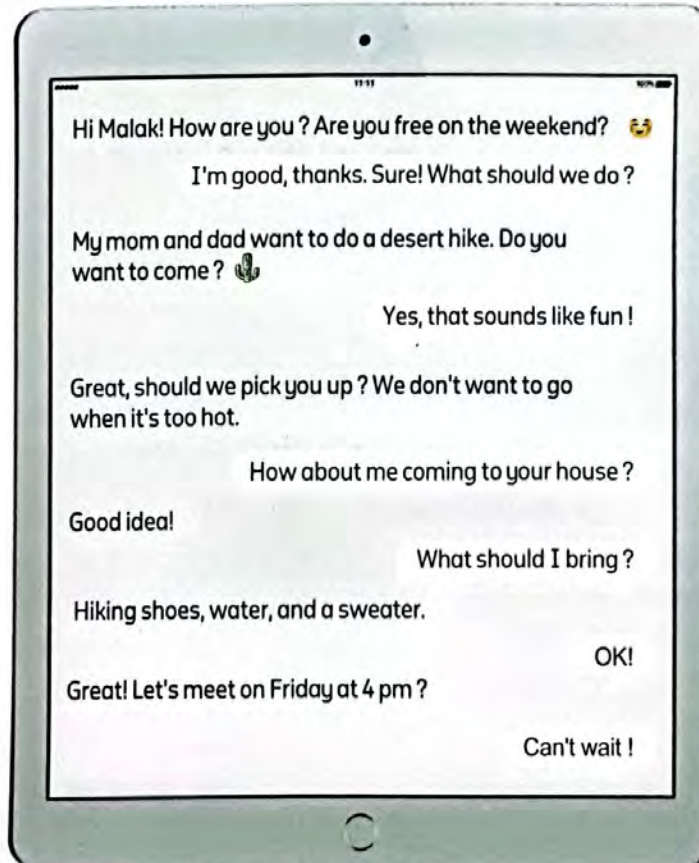 11:11
Hi Malak! How are you ? Are you free on the weekend?
I'm good, thanks. Sure! What should we do ?
My mom and dad want to do a desert hike. Do you
want to come ?
Yes, that sounds like fun !
Great, should we pick you up ? We don't want to go
when it's too hot.
How about me coming to your house ?
Good idea!
What should I bring ?
Hiking shoes, water, and a sweater.
OK!
Great! Let's meet on Friday at 4 pm ?
Can't wait !